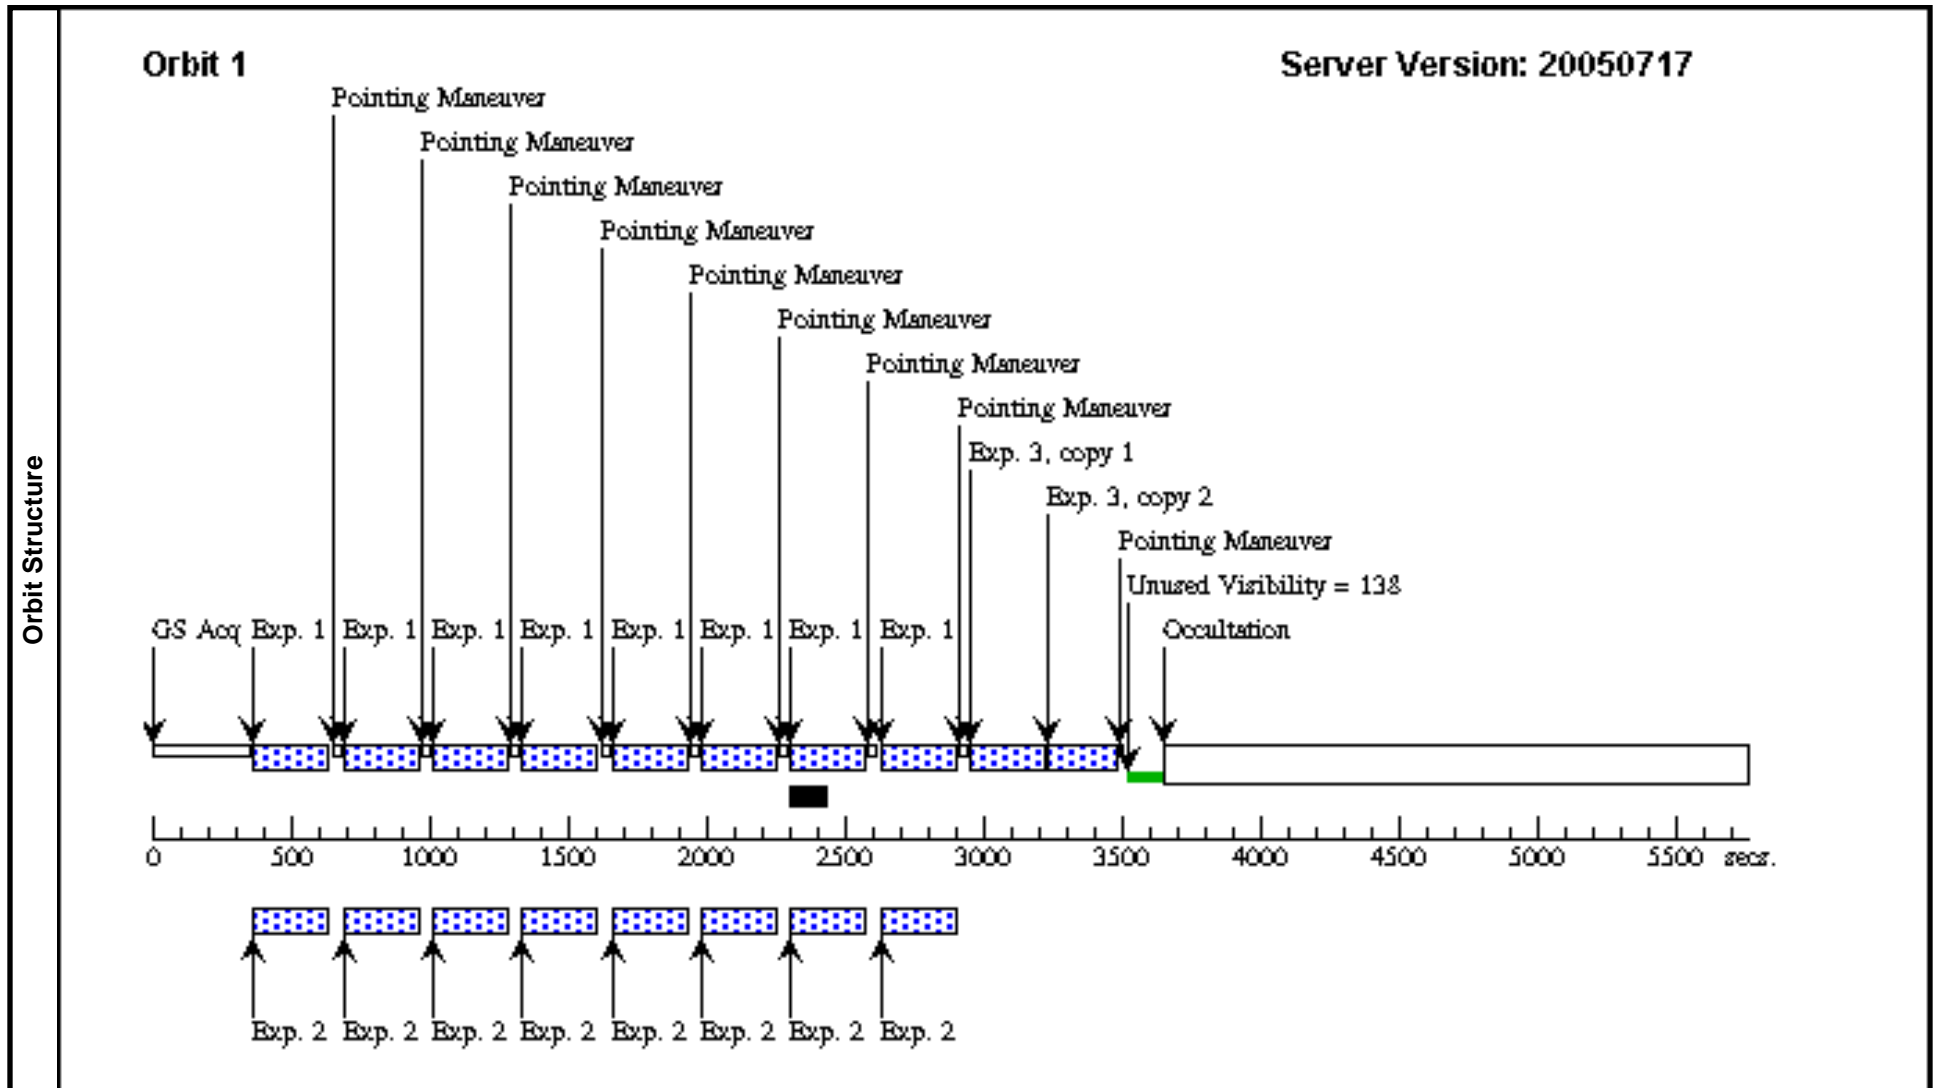 Orbit 1 Server Version: 20050717
Pointing Maneuver
Pointing Maneuver
Pointing Maneuver
Pointing Maneuver
Pointing Maneuver
Pointing Maneuver
Pointing Maneuver
Pointing Maneuver
Exp. 3, copy 1
Exp. 3, copy 2
Pointing Maneuver
Unused Visibility = 138
GS Acq Exp. 1 Exp. 1 Exp. 1 Exp. 1 Exp. 1 Exp. 1 Exp. 1 Exp. 1 Occultation
Orbit Structure
0 500 1000 1500 2000 2500 3000 3500 4000 4500 5000 5500 secs.
Exp. 2 Exp. 2 Exp. 2 Exp. 2 Exp. 2 Exp. 2 Exp. 2 Exp. 2